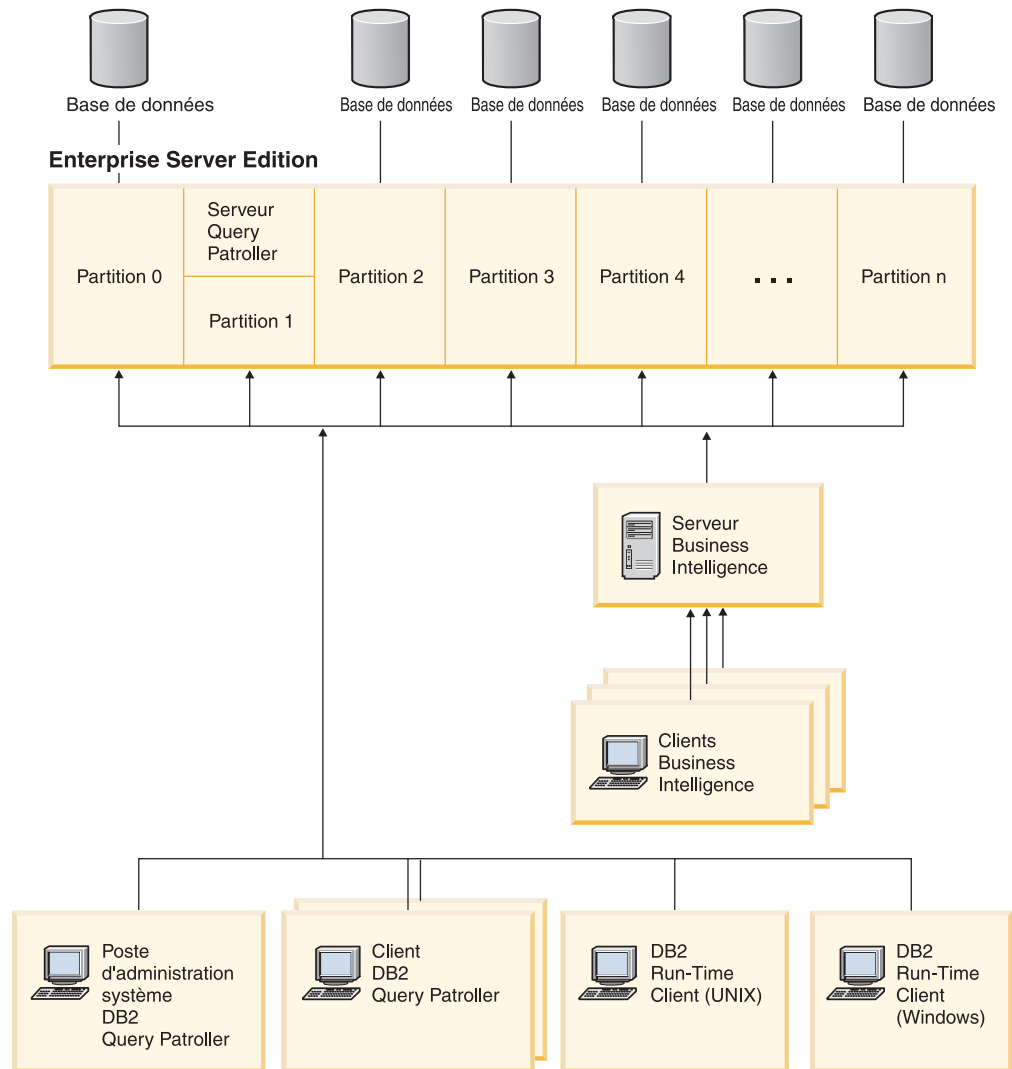 Base de données
Base de données
Base de données
Base de données
Base de données
Base de données
Enterprise Server Edition
Partition 0
Serveur
Query
Patroller
Partition 1
Partition 2
Partition 3
Partition 4
...
Partition n
Serveur
Business
Intelligence
Clients
Business
Intelligence
Poste
d'administration
système
DB2
Query Patroller
Client
DB2
Query Patroller
DB2
Run-Time
Client (UNIX)
DB2
Run-Time
Client
(Windows)